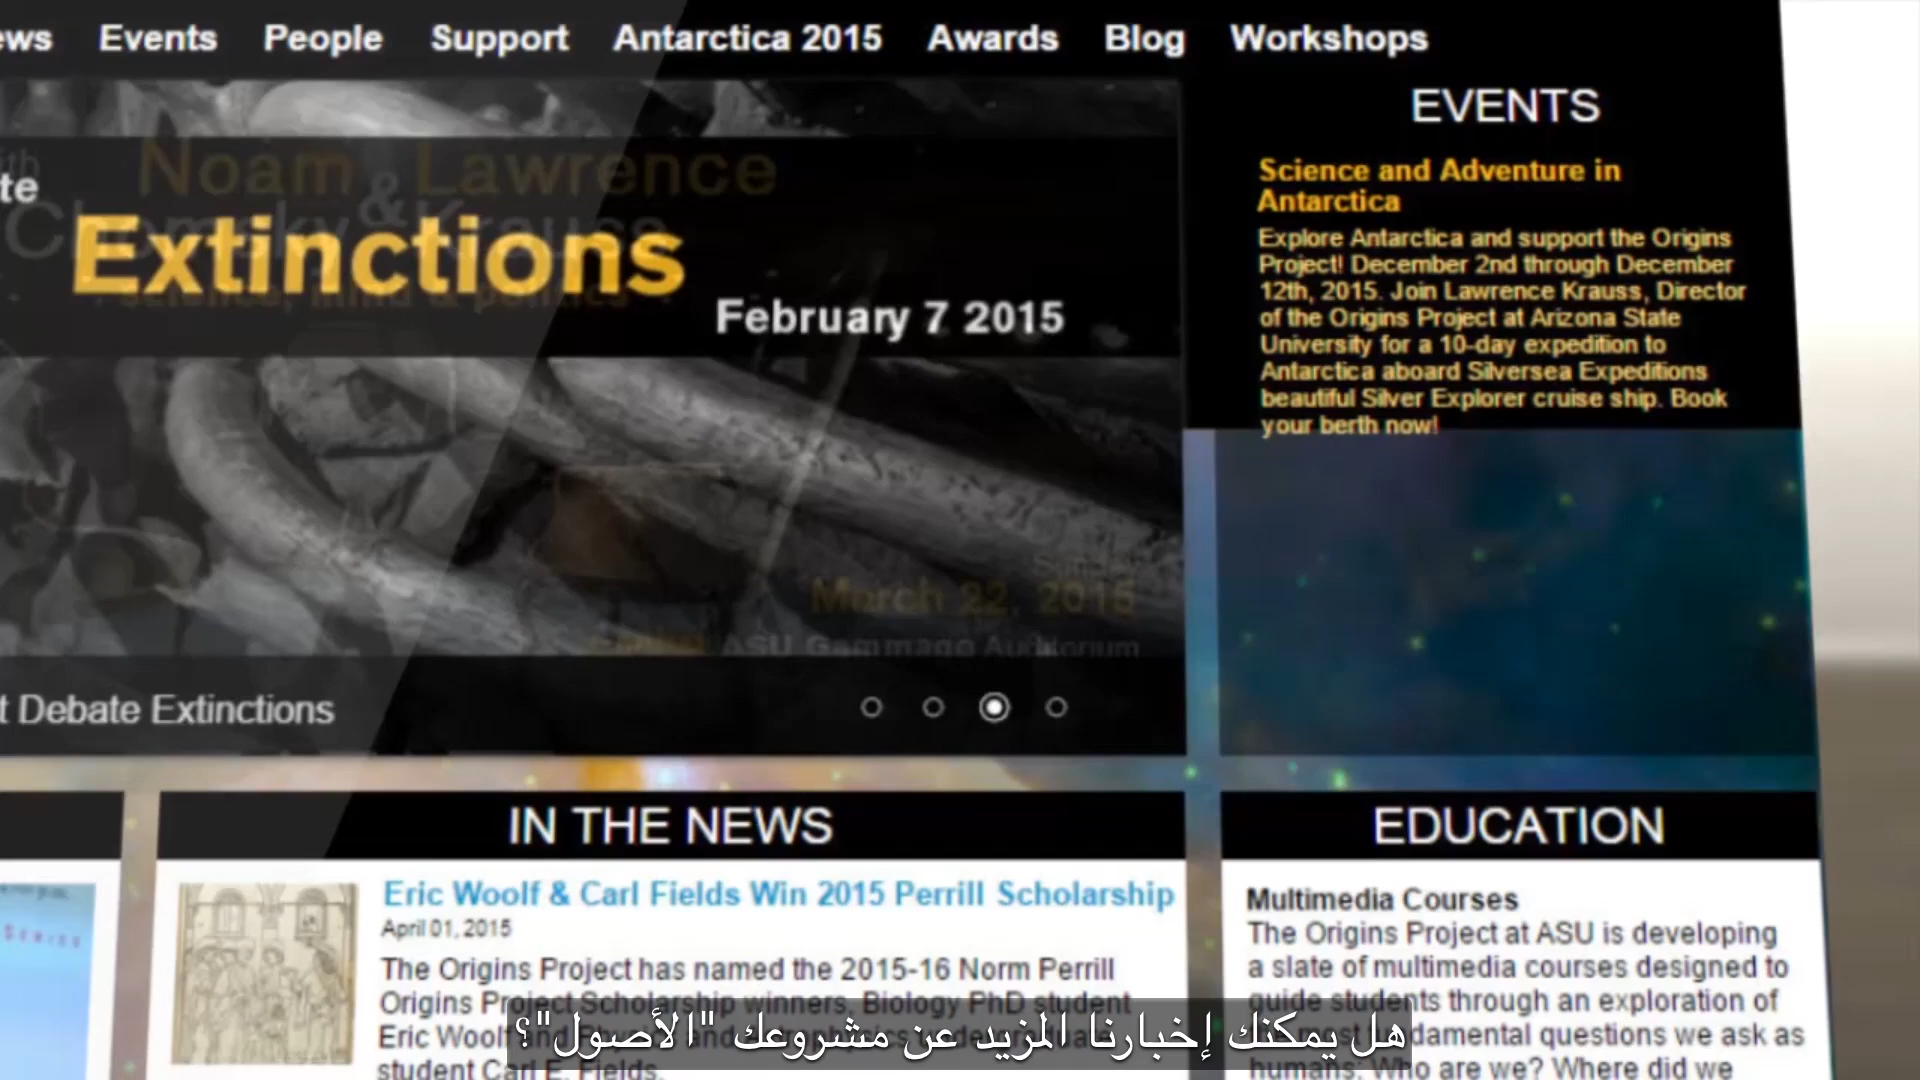 Events People Support Antarctica 2015 Awards Blog Workshops
Noam Lawrence
&
Extinctions
February 7 2015
March 22, 2015
ASU Gammage Auditorium
Debate Extinctions
EVENTS
Science and Adventure in
Antarctica
Explore Antarctica and support the Origins
Project! December 2nd through December
12th, 2015. Join Lawrence Krauss, Director
of the Origins Project at Arizona State
University for a 10-day expedition to
Antarctica aboard Silversea Expeditions
beautiful Silver Explorer cruise ship. Book
your berth now!
IN THE NEWS
Eric Woolf & Carl Fields Win 2015 Perrill Scholarship
April 01, 2015
The Origins Project has named the 2015-16 Norm Perrill
Origins Project Scholarship winners, Biology PhD student
Eric Woolf
student Carl E. Fields.
EDUCATION
Multimedia Courses
The Origins Project at ASU is developing
a slate of multimedia courses designed to
guide students through an exploration of
questions we ask as
humans: Who are we? Where did we
هل يمكنك إخبارنا المزيد عن مشروعك "الأصول"؟